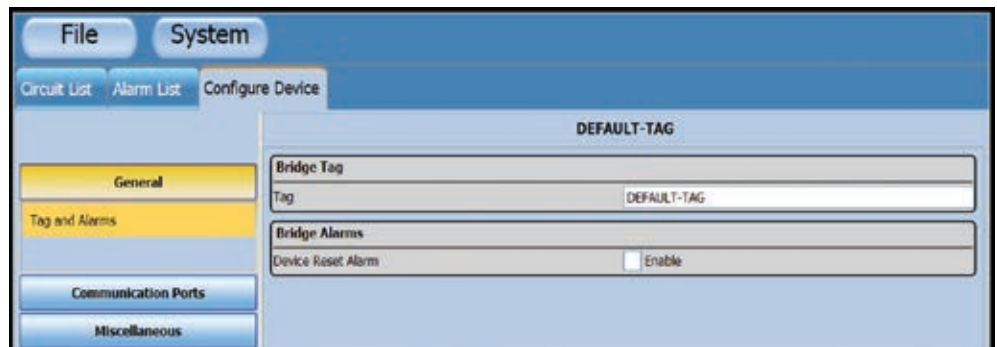 File System
Circuit List Alarm List Configure Device
DEFAULT-TAG
General
Tag and Alarms
Communication Ports
Miscellaneous
Bridge Tag
Tag DEFAULT-TAG
Bridge Alarms
Device Reset Alarm Enable